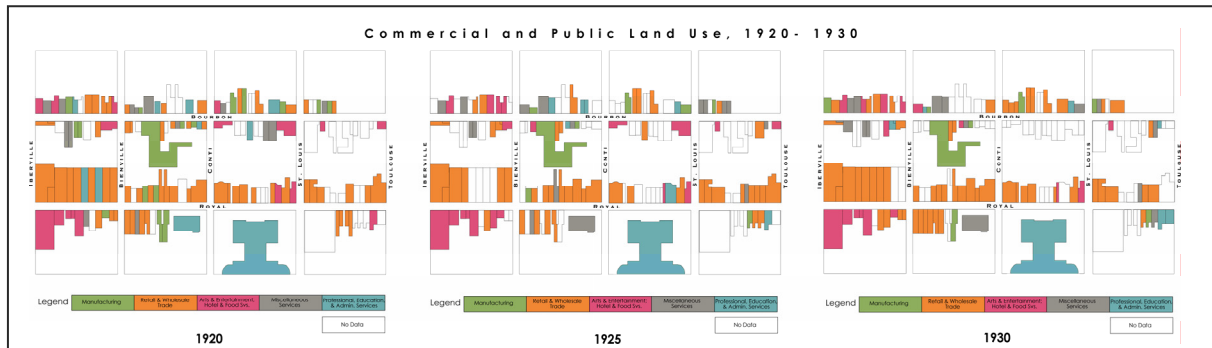 Commercial and Public Land Use, 1920- 1930
BOURBON
IBERVILLE
BIENVILLE
CONTI
ST. LOUIS
TOULOUSE
ROYAL
Legend
Manufacturing
Retail & Wholesale Trade
Arts & Entertainment; Hotel & Food Svs.
Miscellaneous Services
Professional, Education, & Admin. Services
No Data
1920
BOURBON
IBERVILLE
BIENVILLE
CONTI
ST. LOUIS
TOULOUSE
ROYAL
Legend
Manufacturing
Retail & Wholesale Trade
Arts & Entertainment; Hotel & Food Svs.
Miscellaneous Services
Professional, Education, & Admin. Services
No Data
1925
BOURBON
IBERVILLE
BIENVILLE
CONTI
ST. LOUIS
TOULOUSE
ROYAL
Legend
Manufacturing
Retail & Wholesale Trade
Arts & Entertainment; Hotel & Food Svs.
Miscellaneous Services
Professional, Education, & Admin. Services
No Data
1930